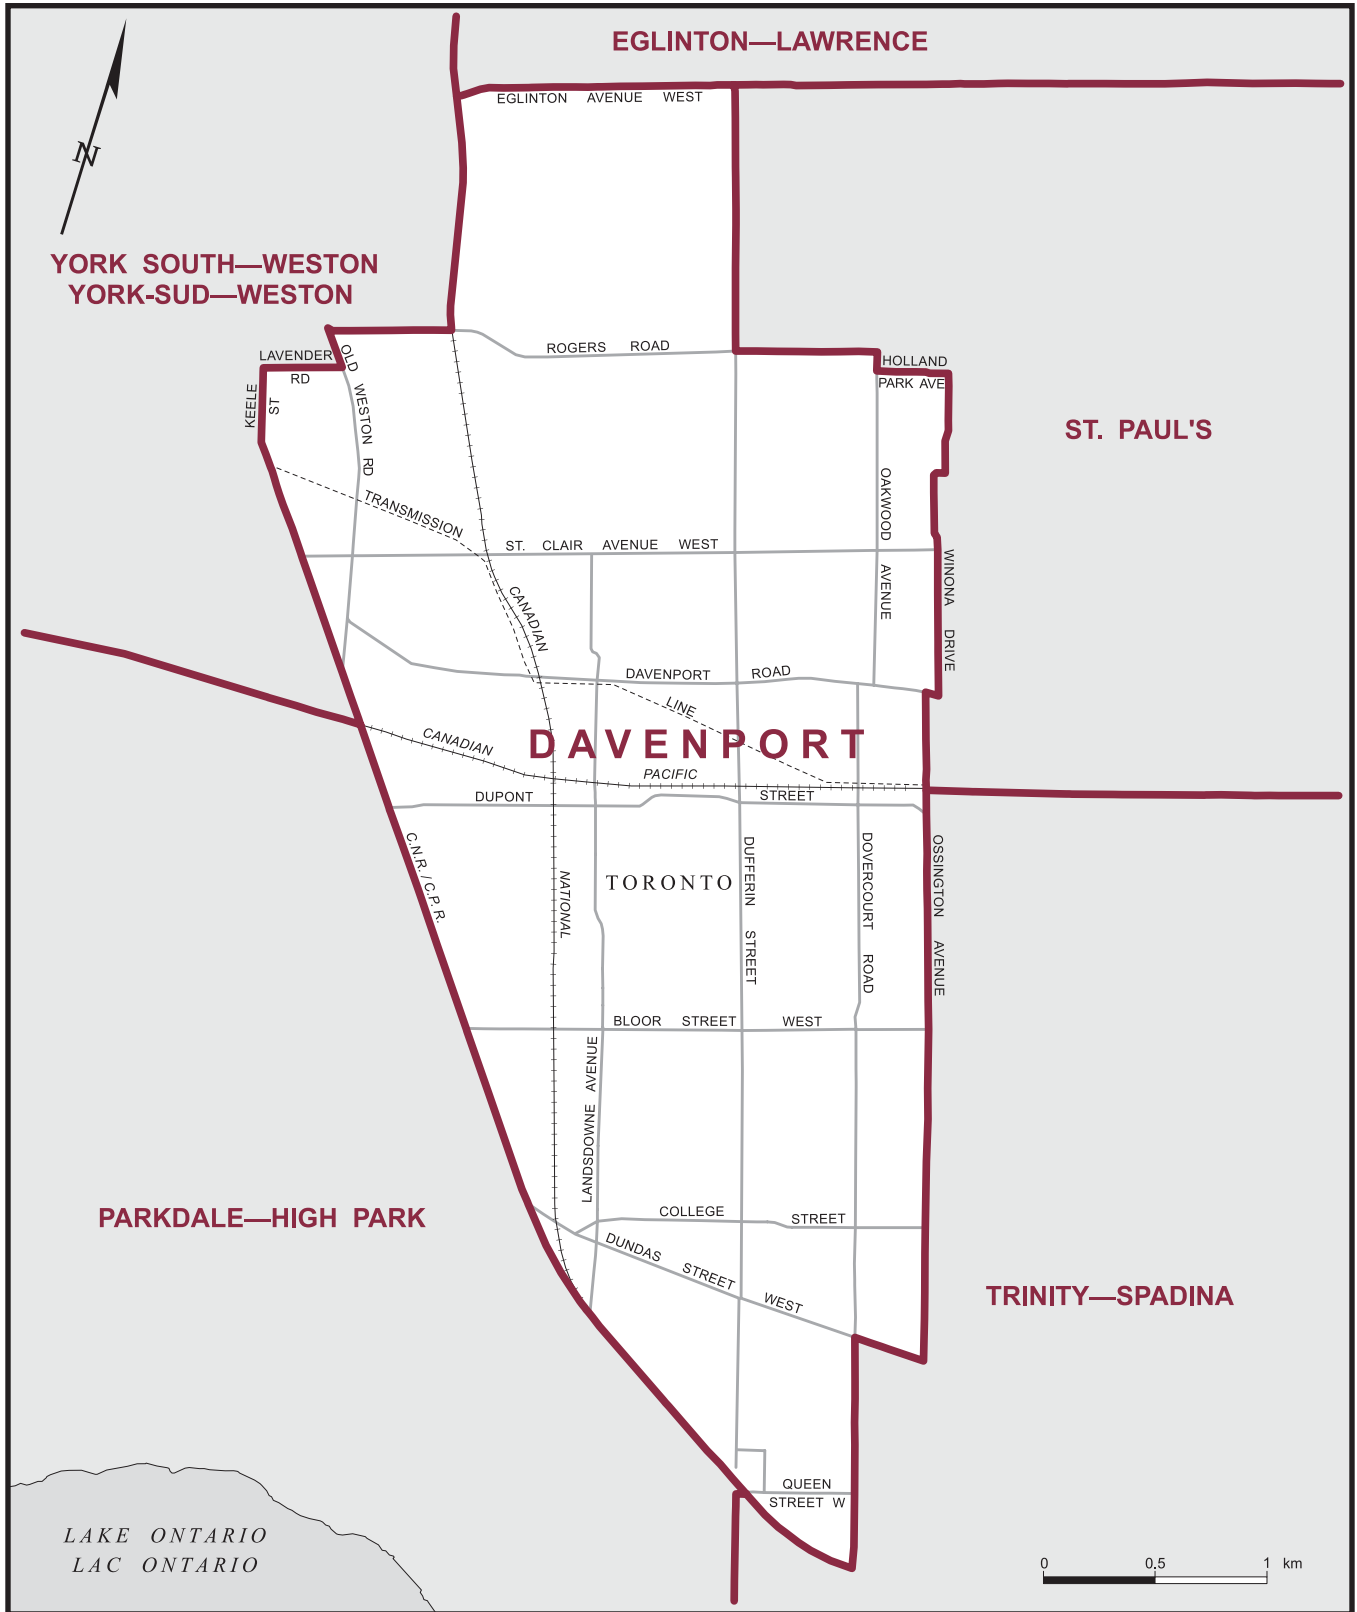 EGLINTON—LAWRENCE
EGLINTON AVENUE WEST
N
YORK SOUTH—WESTON
YORK-SUD—WESTON
ROGERS ROAD
LAVENDER
RD
OLD WESTON RD
KEELE
ST
HOLLAND
PARK AVE
ST. PAUL'S
OAKWOOD AVENUE
TRANSMISSION
ST. CLAIR AVENUE WEST
WINONA DRIVE
CANADIAN
DAVENPORT ROAD
LINE
DAVENPORT
CANADIAN
PACIFIC
DUPONT STREET
C.N.R. / C.P.R.
NATIONAL
TORONTO
DUFFERIN STREET
DOVERCOURT ROAD
OSSINGTON AVENUE
BLOOR STREET WEST
LANDSDOWNE AVENUE
PARKDALE—HIGH PARK
COLLEGE STREET
DUNDAS STREET WEST
TRINITY—SPADINA
QUEEN
STREET W
LAKE ONTARIO
LAC ONTARIO
0 0.5 1 km